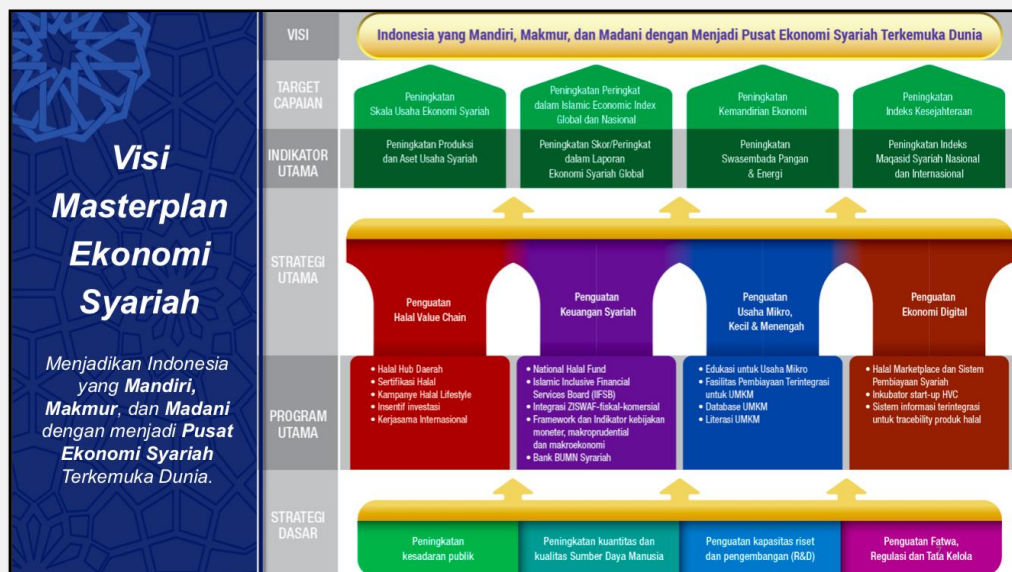 Visi
Masterplan
Ekonomi
Syariah
Menjadikan Indonesia
yang Mandiri,
Makmur, dan Madani
dengan menjadi Pusat
Ekonomi Syariah
Terkemuka Dunia.
VISI
Indonesia yang Mandiri, Makmur, dan Madani dengan Menjadi Pusat Ekonomi Syariah Terkemuka Dunia
TARGET
CAPAIAN
Peningkatan
Skala Usaha Ekonomi Syariah
Peningkatan Peringkat
dalam Islamic Economic Index
Global dan Nasional
Peningkatan
Kemandirian Ekonomi
Peningkatan
Indeks Kesejahteraan
INDIKATOR
UTAMA
Peningkatan Produksi
dan Aset Usaha Syariah
Peningkatan Skor/Peringkat
dalam Laporan
Ekonomi Syariah Global
Peningkatan
Swasembada Pangan
& Energi
Peningkatan Indeks
Maqasid Syariah Nasional
dan Internasional
STRATEGI
UTAMA
Penguatan
Halal Value Chain
Penguatan
Keuangan Syariah
Penguatan
Usaha Mikro,
Kecil & Menengah
Penguatan
Ekonomi Digital
PROGRAM
UTAMA
• Halal Hub Daerah
• Sertifikasi Halal
• Kampanye Halal Lifestyle
• Insentif investasi
• Kerjasama Internasional
• National Halal Fund
• Islamic Inclusive Financial
Services Board (IIFSB)
• Integrasi ZISWAF-fiskal-komersial
• Framework dan Indikator kebijakan
moneter, makroprudential
dan makroekonomi
• Bank BUMN Syrariah
• Edukasi untuk Usaha Mikro
• Fasilitas Pembiayaan Terintegrasi
untuk UMKM
• Database UMKM
• Literasi UMKM
• Halal Marketplace dan Sistem
Pembiayaan Syariah
• Inkubator start-up HVC
• Sistem informasi terintegrasi
untuk tracebility produk halal
STRATEGI
DASAR
Peningkatan
kesadaran publik
Peningkatan kuantitas dan
kualitas Sumber Daya Manusia
Penguatan kapasitas riset
dan pengembangan (R&D)
Penguatan Fatwa,
Regulasi dan Tata Kelola